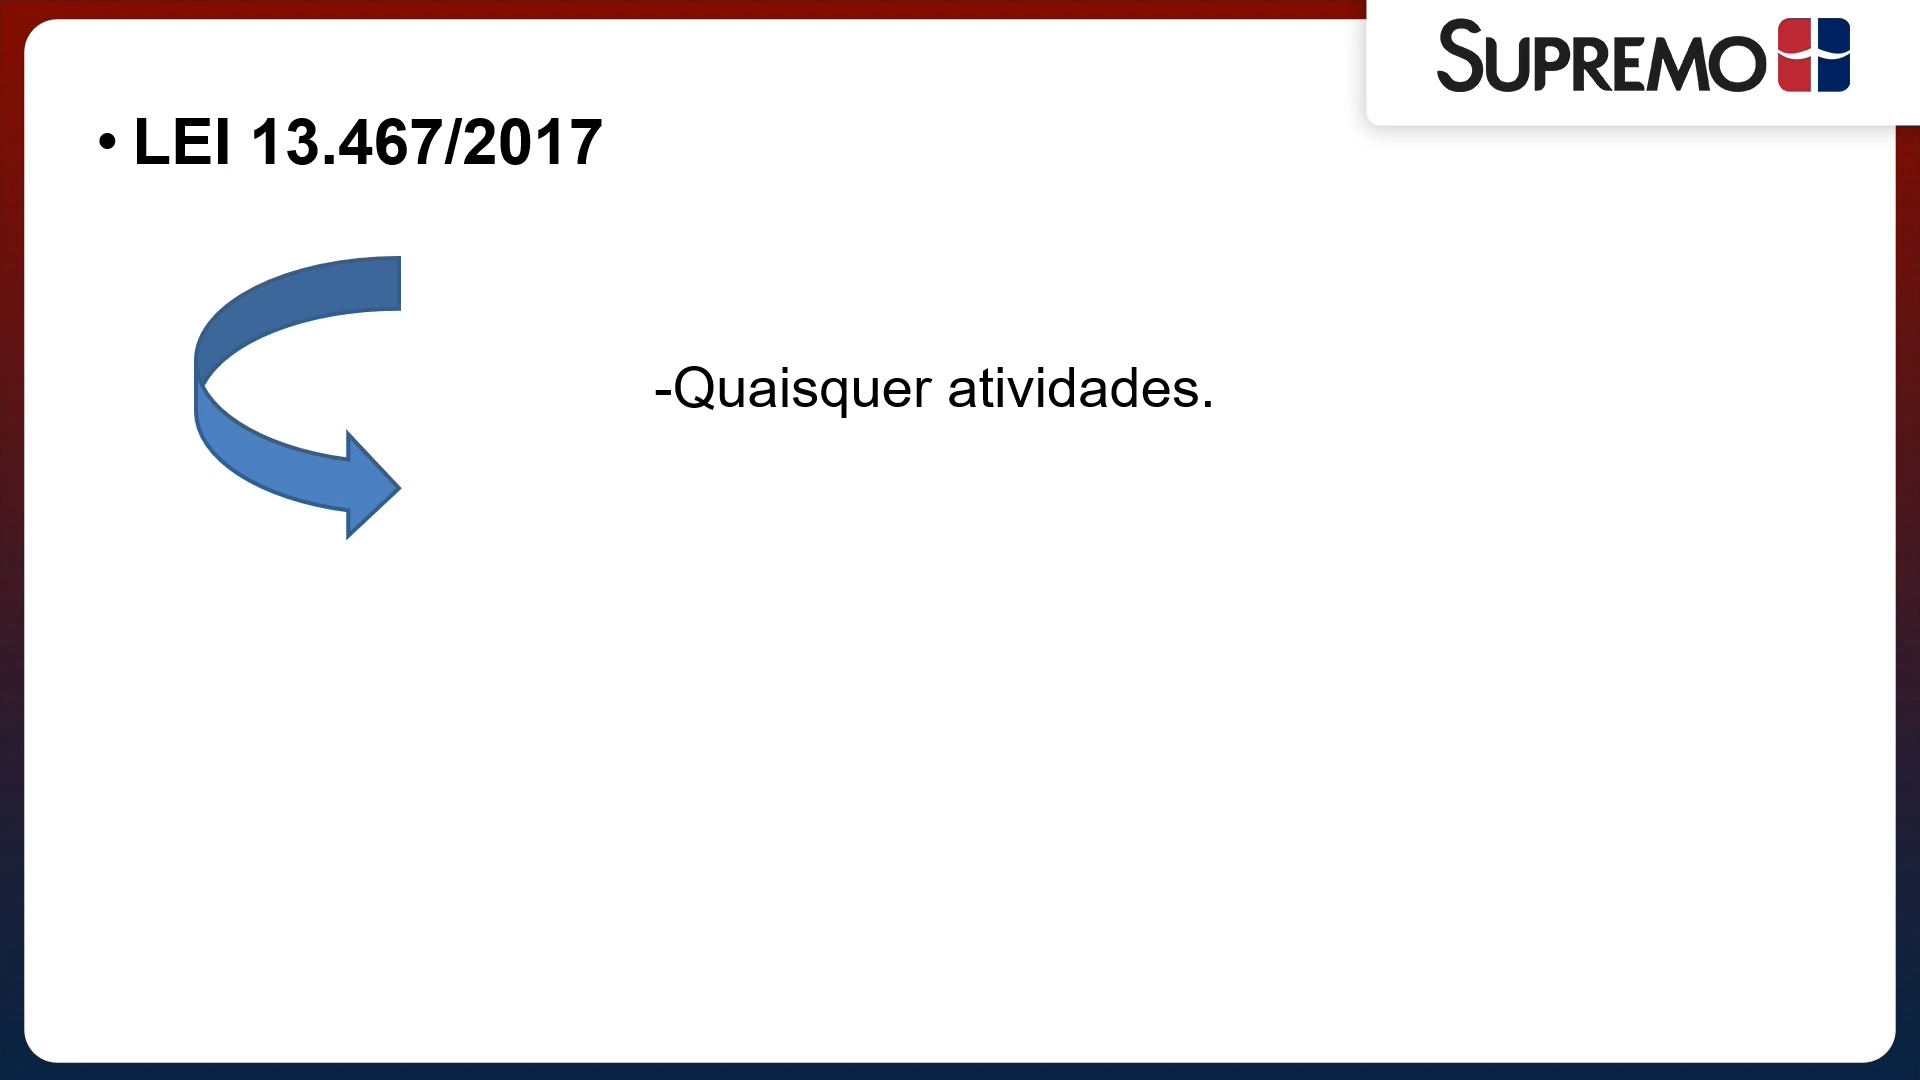 SUPREMO
• LEI 13.467/2017
-Quaisquer atividades.